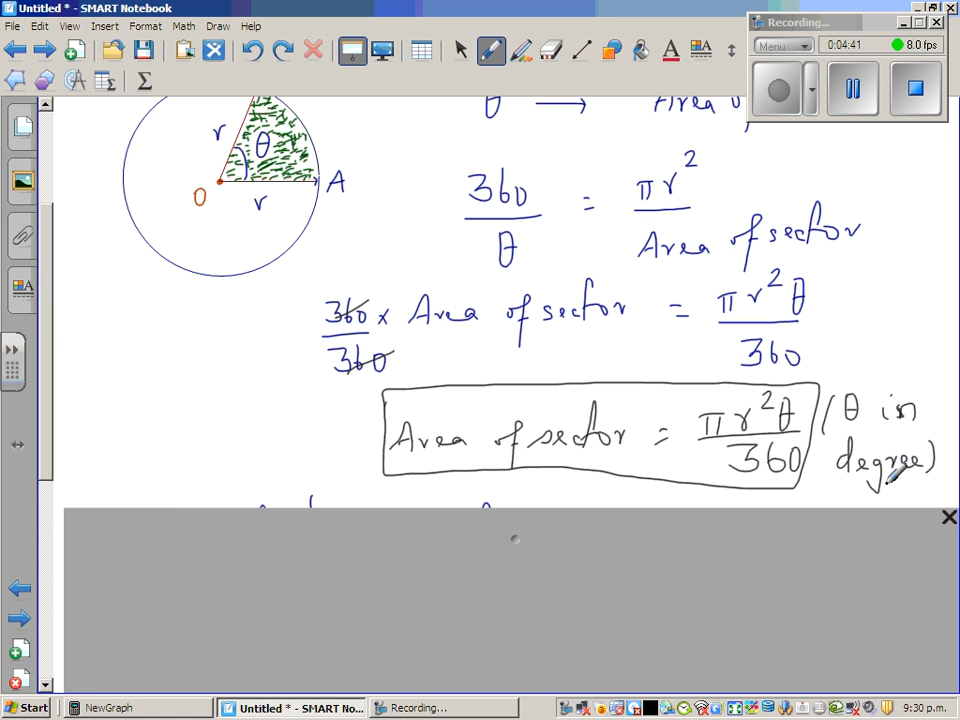 Untitled * - SMART Notebook
File Edit View Insert Format Math Draw Help
Recording...
Menu
0:04:41
8.0 fps
θ → Area
r θ
O r A
360 / θ = πr² / Area of sector
360 × Area of sector / 360 = πr²θ / 360
Area of sector = πr²θ / 360 (θ in degree)
Start
NewGraph
Untitled * - SMART No...
Recording...
9:30 p.m.